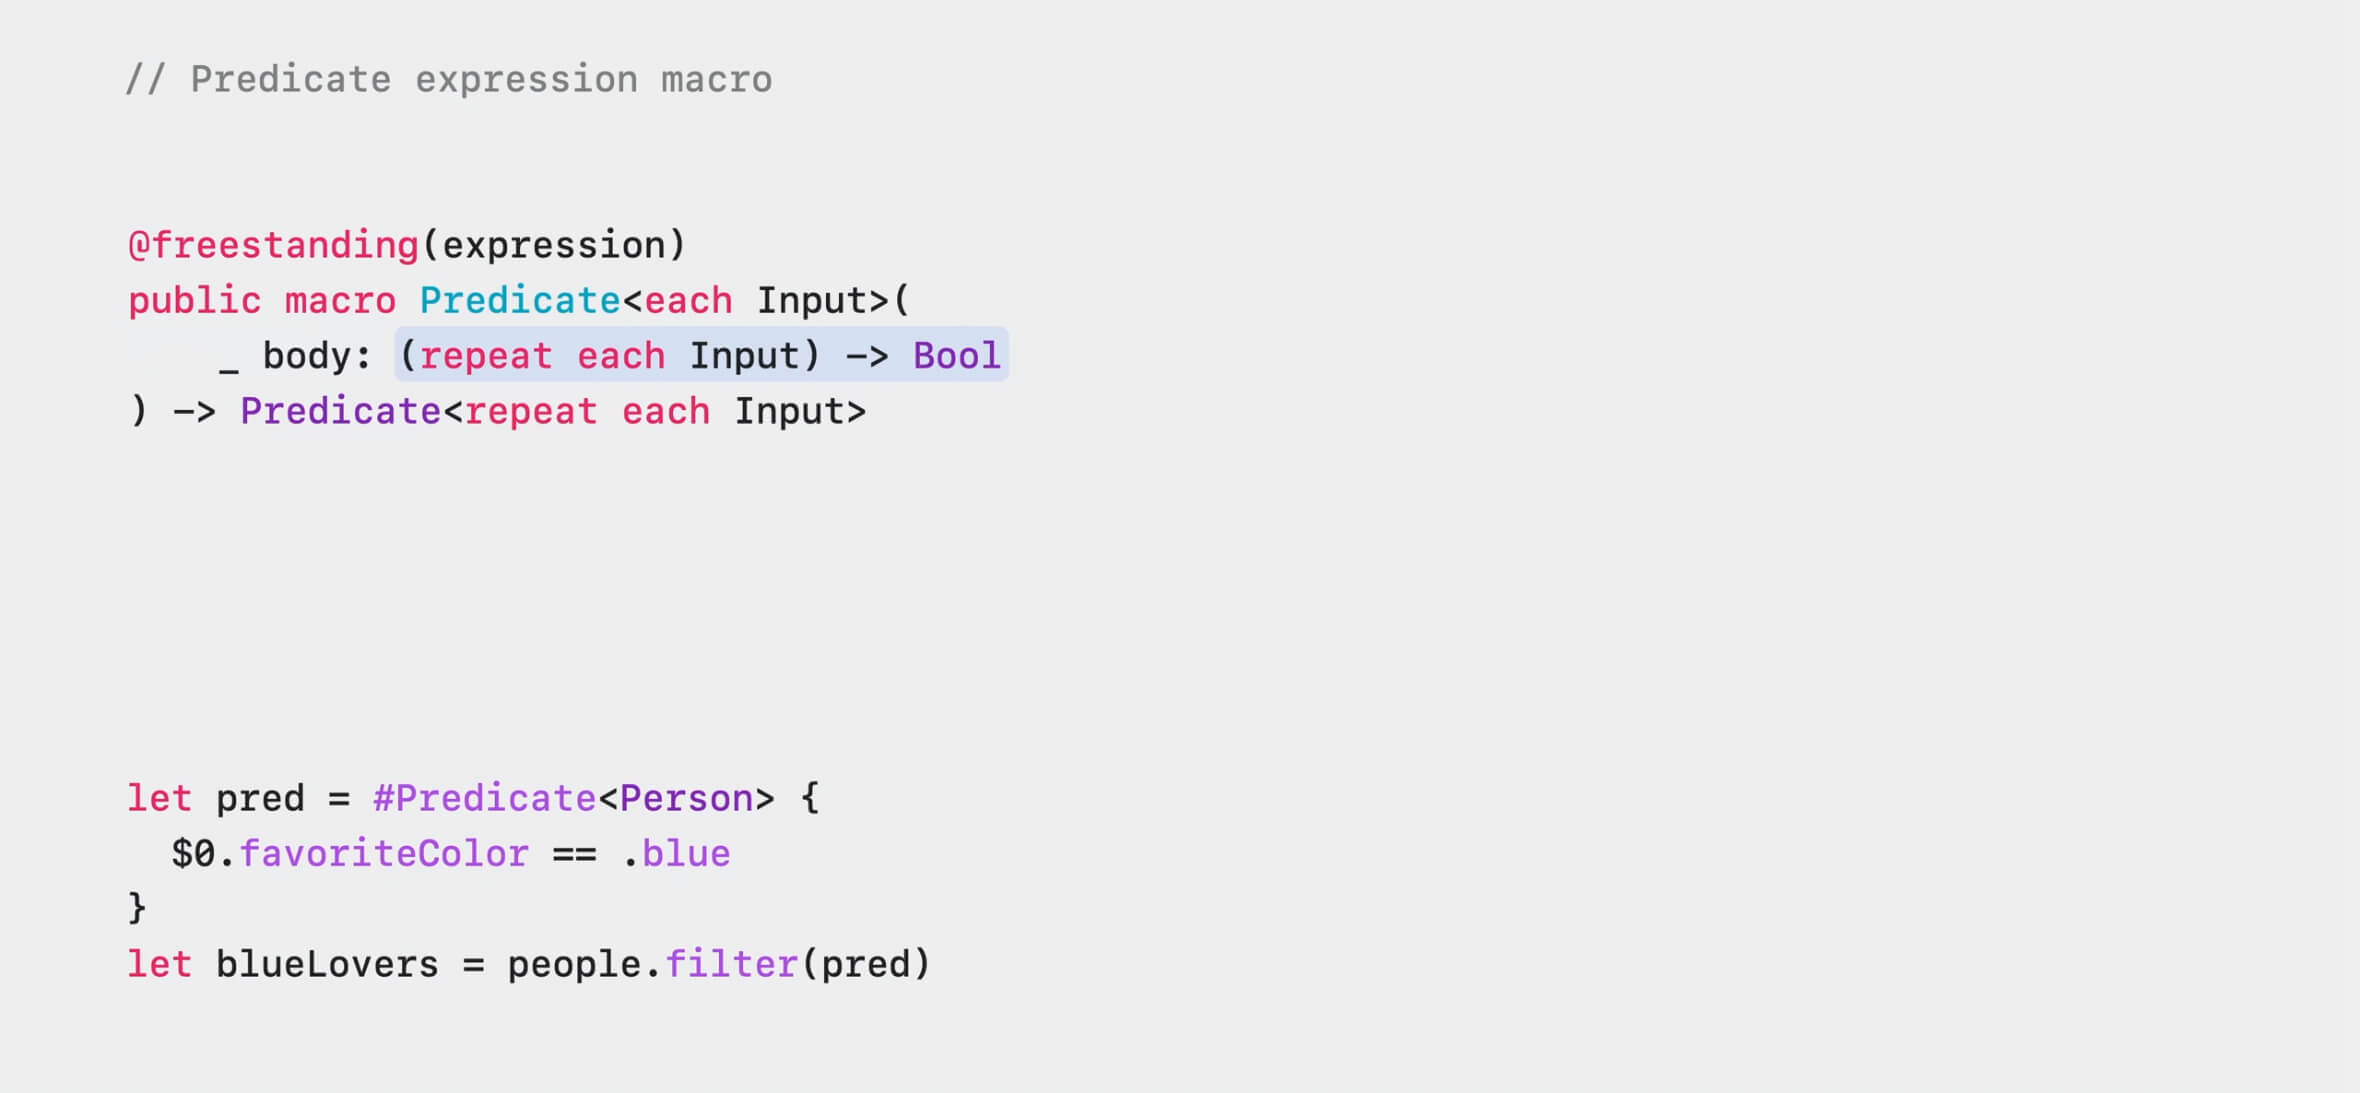 // Predicate expression macro
@freestanding(expression)
public macro Predicate<each Input>(
    _ body: (repeat each Input) -> Bool
) -> Predicate<repeat each Input>
let pred = #Predicate<Person> {
  $0.favoriteColor == .blue
}
let blueLovers = people.filter(pred)